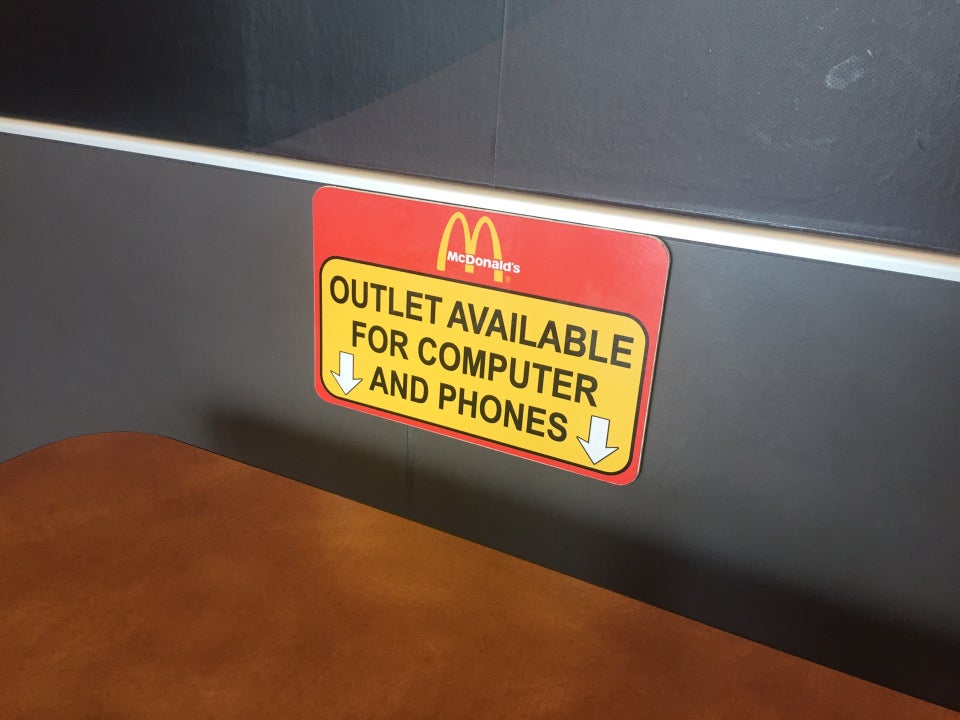 McDonald's
OUTLET AVAILABLE
FOR COMPUTER
AND PHONES